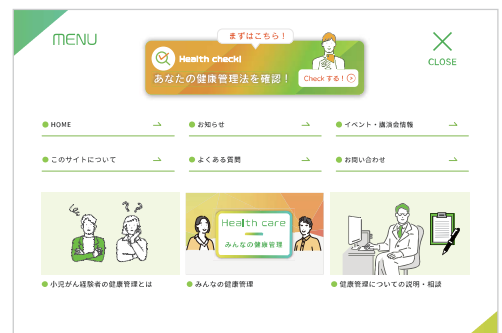 MENU
まずはこちら！
Health check!
あなたの健康管理法を確認！
Check する！
CLOSE
HOME
お知らせ
イベント・講演会情報
このサイトについて
よくある質問
お問い合わせ
Health care
みんなの健康管理
小児がん経験者の健康管理とは
みんなの健康管理
健康管理についての説明・相談